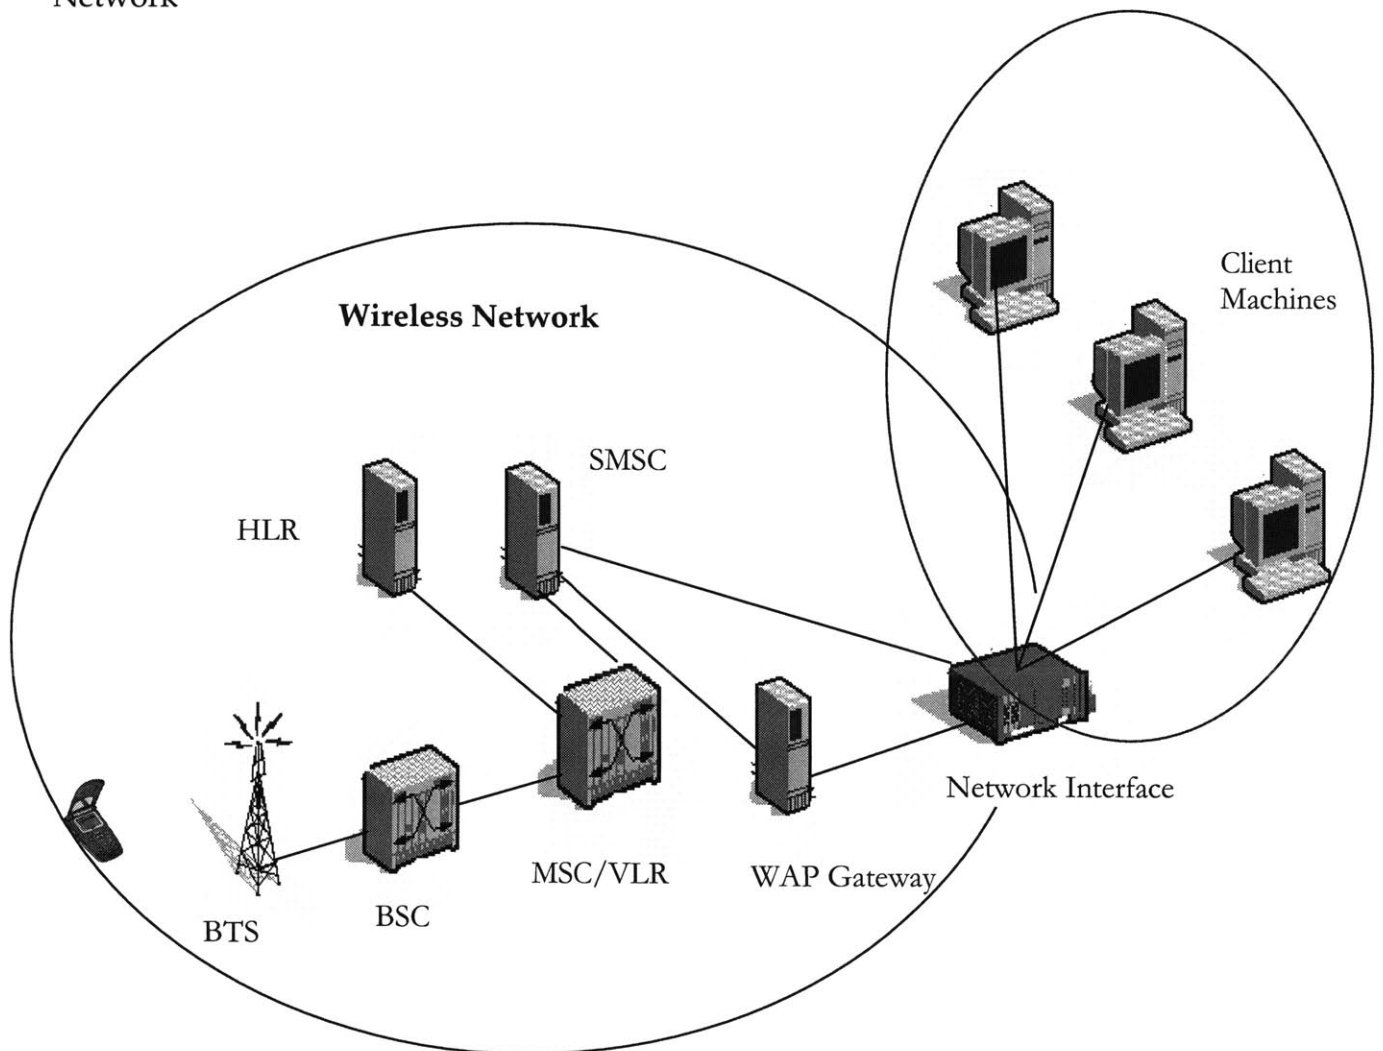 Network
Wireless Network
Client
Machines
SMSC
HLR
Network Interface
MSC/VLR
WAP Gateway
BSC
BTS